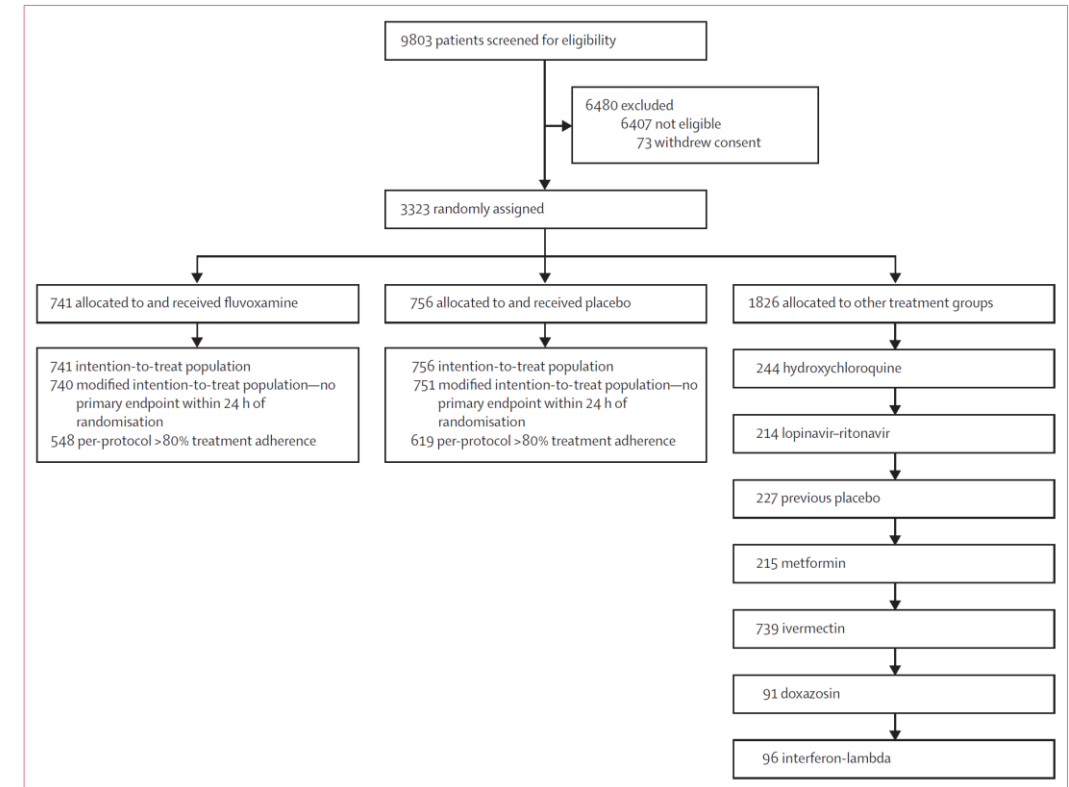 9803 patients screened for eligibility
6480 excluded
6407 not eligible
73 withdrew consent
3323 randomly assigned
741 allocated to and received fluvoxamine
756 allocated to and received placebo
1826 allocated to other treatment groups
741 intention-to-treat population
740 modified intention-to-treat population—no
primary endpoint within 24 h of
randomisation
548 per-protocol >80% treatment adherence
756 intention-to-treat population
751 modified intention-to-treat population—no
primary endpoint within 24 h of
randomisation
619 per-protocol >80% treatment adherence
244 hydroxychloroquine
214 lopinavir–ritonavir
227 previous placebo
215 metformin
739 ivermectin
91 doxazosin
96 interferon-lambda